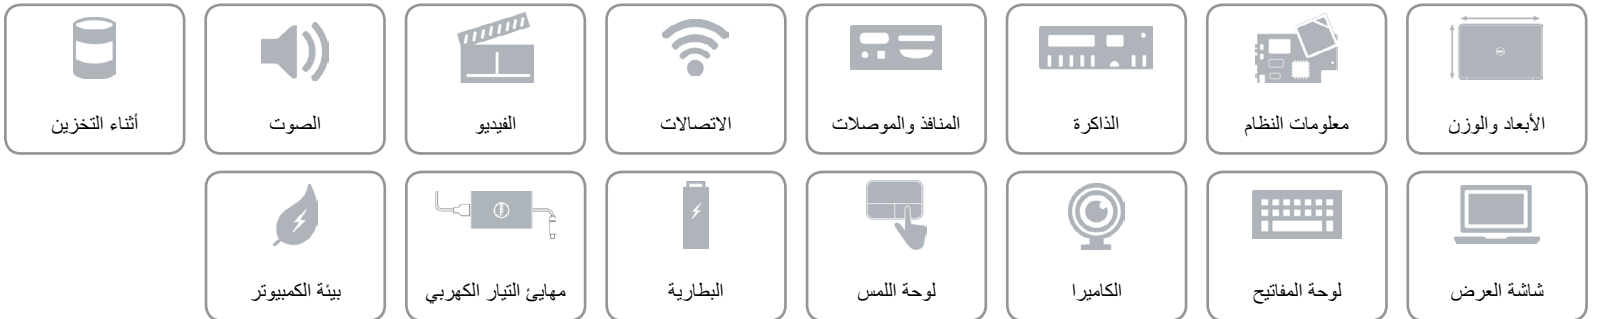 الأبعاد والوزن
معلومات النظام
الذاكرة
المنافذ والموصلات
الاتصالات
الفيديو
الصوت
أثناء التخزين
شاشة العرض
لوحة المفاتيح
الكاميرا
لوحة اللمس
البطارية
مهايئ التيار الكهربي
بيئة الكمبيوتر